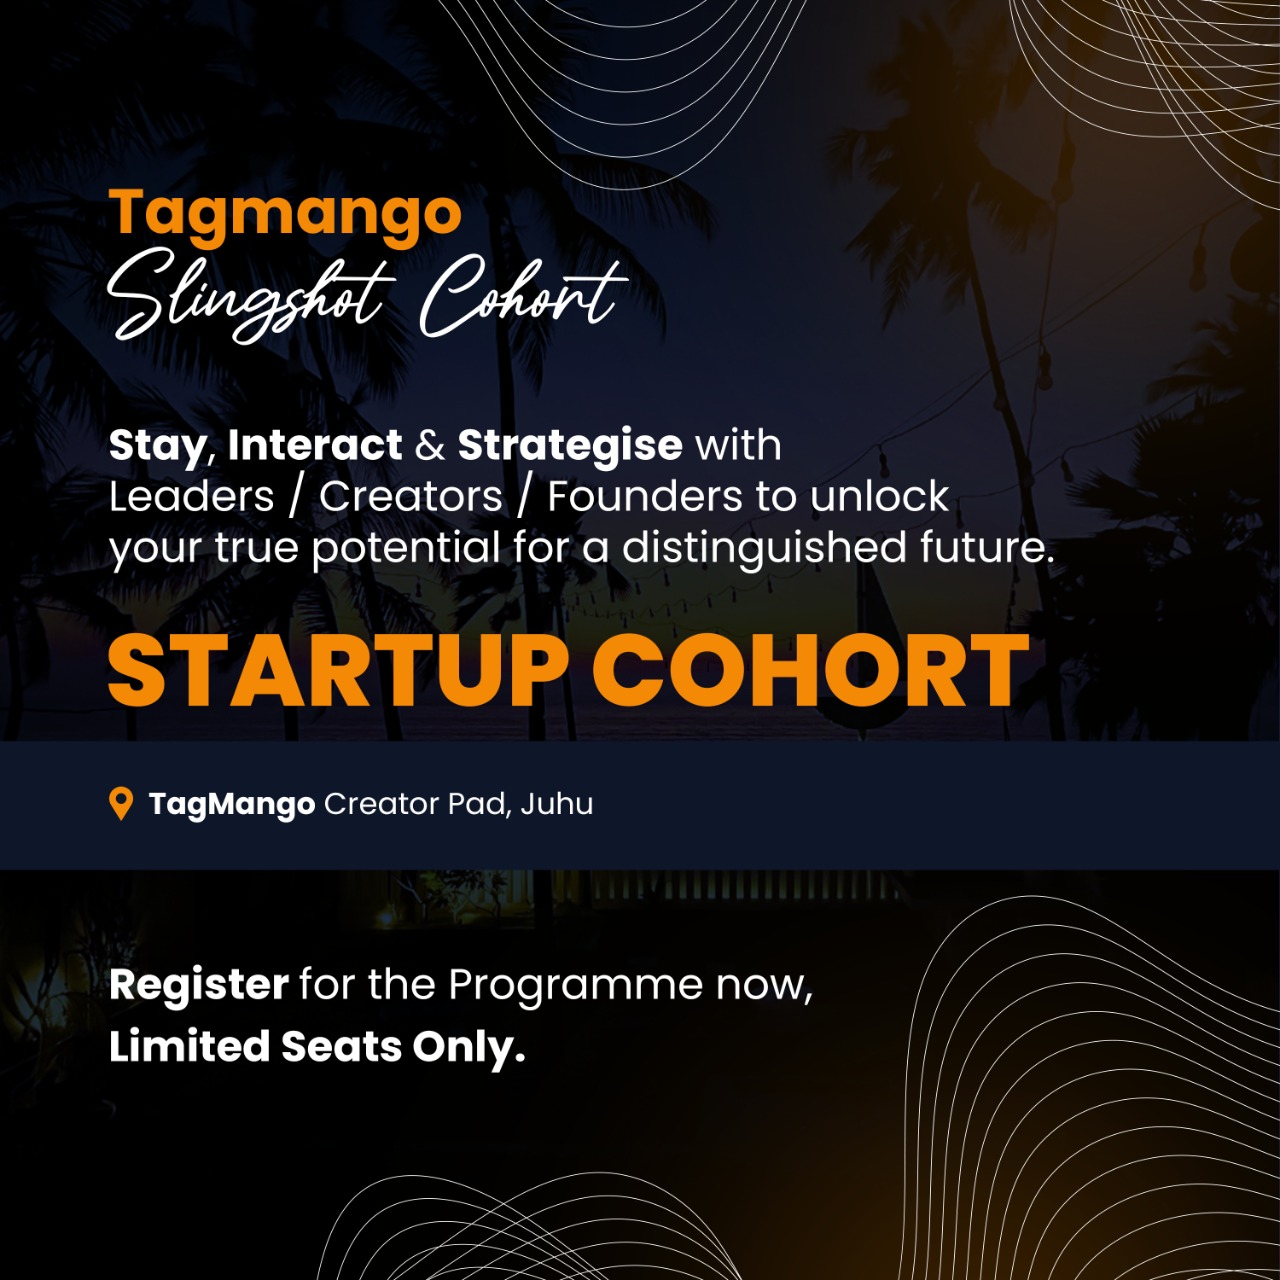 Tagmango
Slingshot Cohort
Stay, Interact & Strategise with
Leaders / Creators / Founders to unlock
your true potential for a distinguished future.
STARTUP COHORT
TagMango Creator Pad, Juhu
Register for the Programme now,
Limited Seats Only.